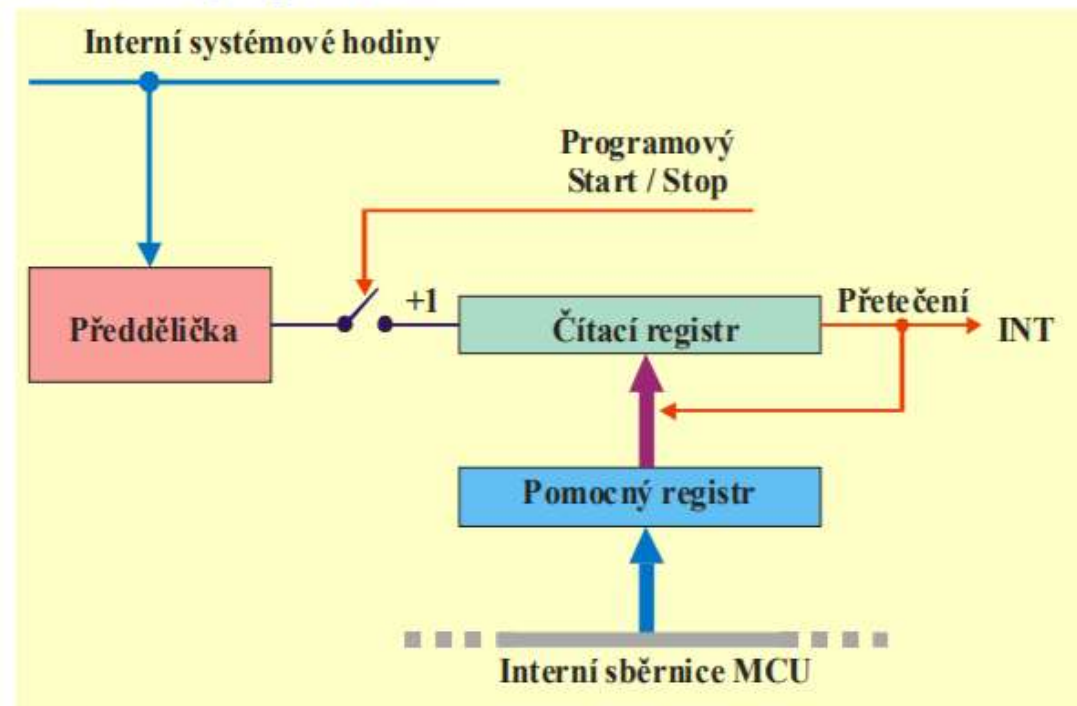 Interní systémové hodiny
Programový
Start / Stop
Předdělička
+1
Čítací registr
Přetečení
INT
Pomocný registr
Interní sběrnice MCU